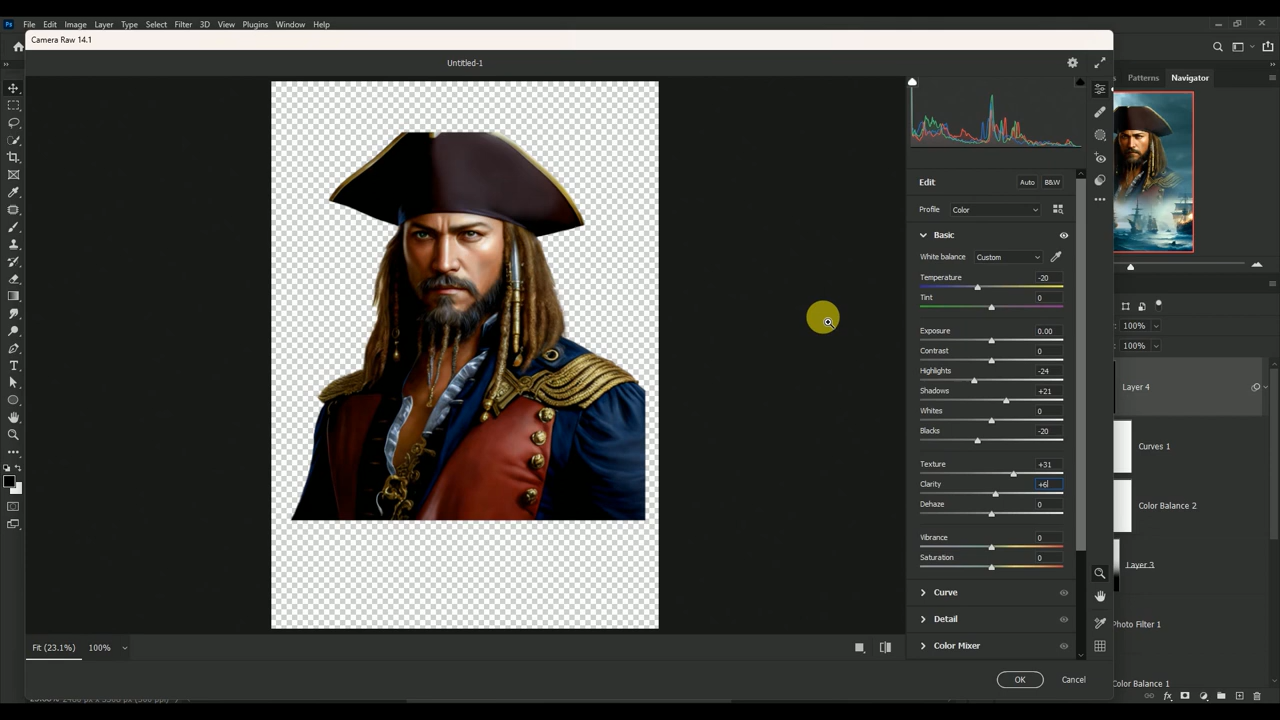 Ps File Edit Image Layer Type Select Filter 3D View Plugins Window Help
Camera Raw 14.1
Untitled-1
Patterns Navigator
Edit Auto B&W
Profile Color
Basic
White balance Custom
Temperature -20
Tint 0
Exposure 0.00
Contrast 0
Highlights -24
Shadows +21
Whites 0
Blacks -20
Texture +31
Clarity +6
Dehaze 0
Vibrance 0
Saturation 0
Curve
Detail
Color Mixer
100%
100%
Layer 4
Curves 1
Color Balance 2
Layer 3
Photo Filter 1
Color Balance 1
Fit (23.1%) 100%
OK Cancel
fx